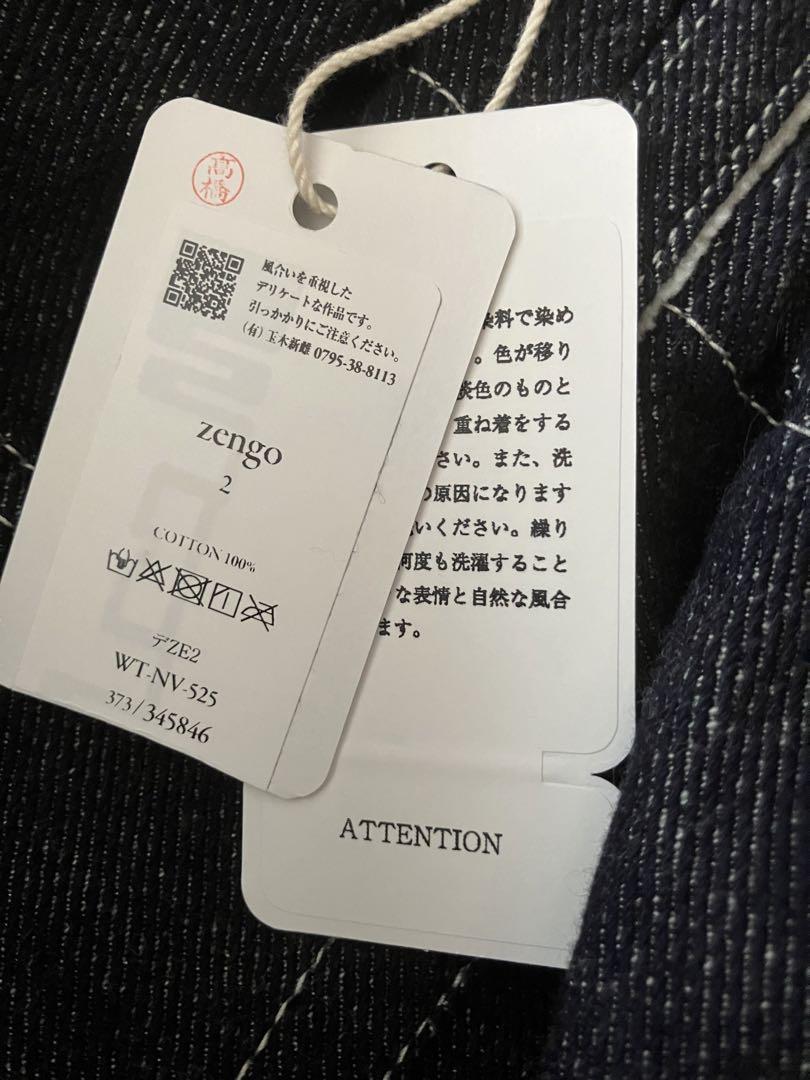 髙橋
風合いを重視した
デリケートな作品です。
引っかかりにご注意ください。
(有) 玉木新雌 0795-38-8113
zengo
2
COTTON 100%
デZE2
WT-NV-525
373/345846
料で染め
。色が移り
淡色のものと
重ね着をする
さい。また、洗
の原因になります
いください。繰り
何度も洗濯すること
な表情と自然な風合
ます。
ATTENTION